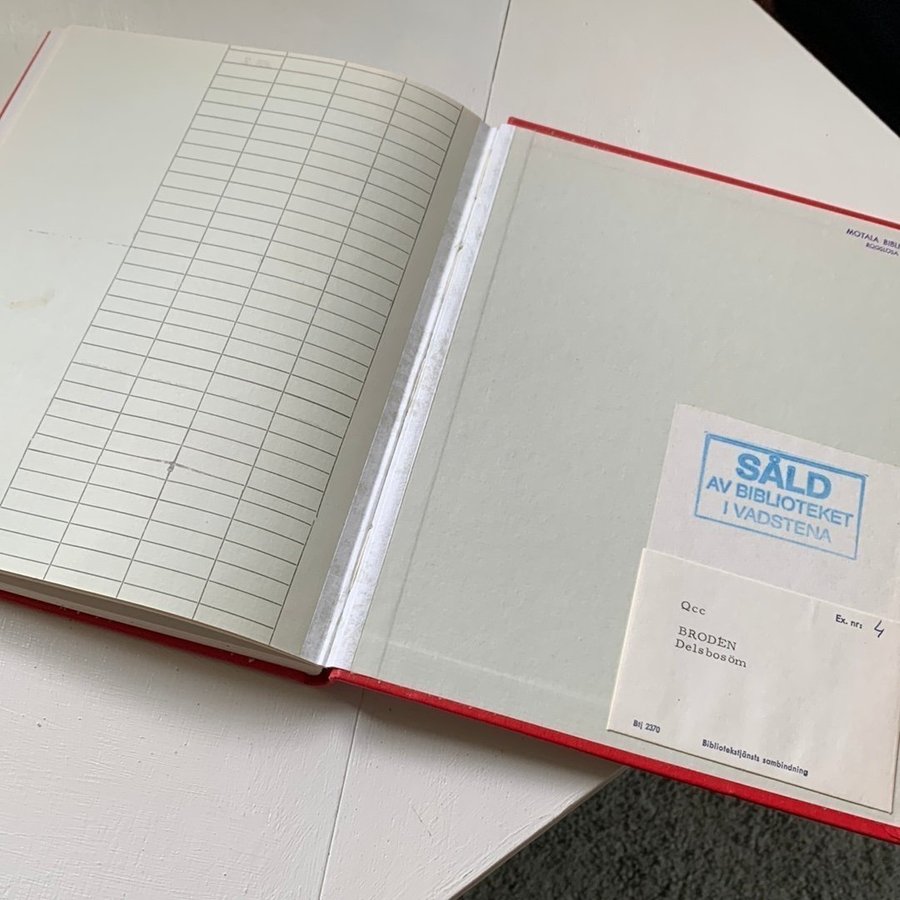 MOTALA BIBL
SÅLD
AV BIBLIOTEKET
I VADSTENA
Qcc
Ex. nr: 4
BRODÉN
Delsbosöm
Btj 2370
Bibliotekstjänsts sambindning